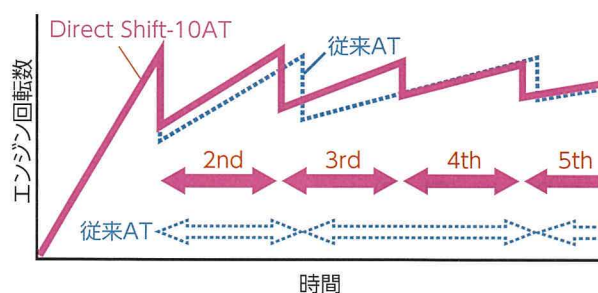 Direct Shift-10AT
従来AT
エンジン回転数
2nd
3rd
4th
5th
従来AT
時間